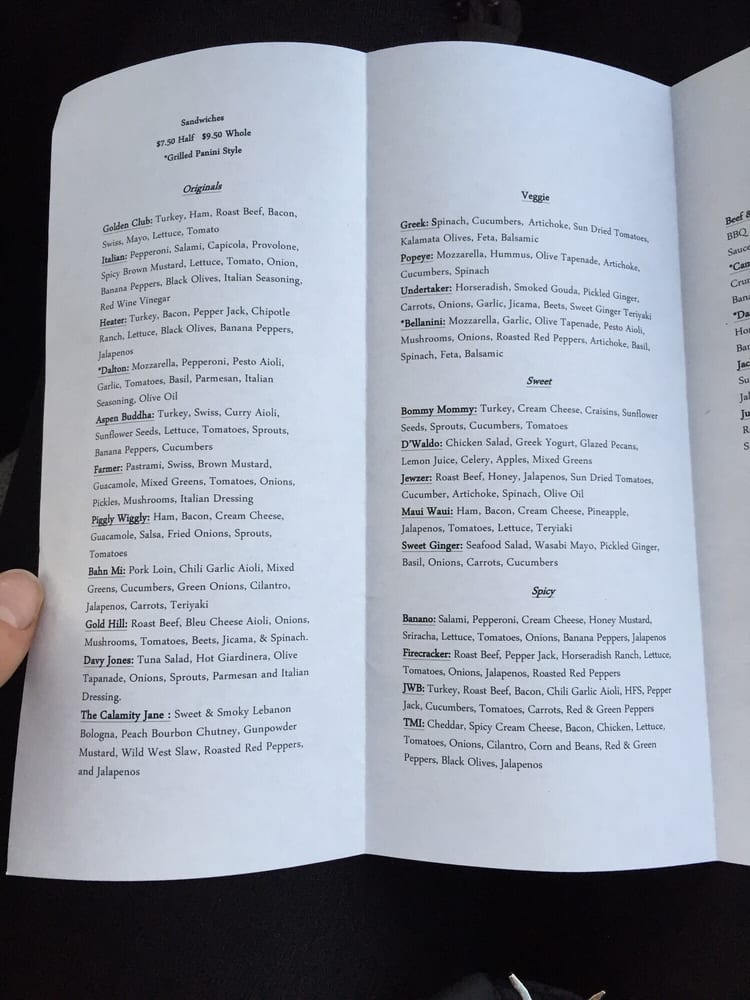 Sandwiches
$7.50 Half $9.50 Whole
*Grilled Panini Style
Originals
Golden Club: Turkey, Ham, Roast Beef, Bacon,
Swiss, Mayo, Lettuce, Tomato
Italian: Pepperoni, Salami, Capicola, Provolone,
Spicy Brown Mustard, Lettuce, Tomato, Onion,
Banana Peppers, Black Olives, Italian Seasoning,
Red Wine Vinegar
Heater: Turkey, Bacon, Pepper Jack, Chipotle
Ranch, Lettuce, Black Olives, Banana Peppers,
Jalapenos
*Dalton: Mozzarella, Pepperoni, Pesto Aioli,
Garlic, Tomatoes, Basil, Parmesan, Italian
Seasoning, Olive Oil
Aspen Buddha: Turkey, Swiss, Curry Aioli,
Sunflower Seeds, Lettuce, Tomatoes, Sprouts,
Banana Peppers, Cucumbers
Farmer: Pastrami, Swiss, Brown Mustard,
Guacamole, Mixed Greens, Tomatoes, Onions,
Pickles, Mushrooms, Italian Dressing
Piggly Wiggly: Ham, Bacon, Cream Cheese,
Guacamole, Salsa, Fried Onions, Sprouts,
Tomatoes
Bahn Mi: Pork Loin, Chili Garlic Aioli, Mixed
Greens, Cucumbers, Green Onions, Cilantro,
Jalapenos, Carrots, Teriyaki
Gold Hill: Roast Beef, Bleu Cheese Aioli, Onions,
Mushrooms, Tomatoes, Beets, Jicama, & Spinach.
Davy Jones: Tuna Salad, Hot Giardinera, Olive
Tapanade, Onions, Sprouts, Parmesan and Italian
Dressing.
The Calamity Jane : Sweet & Smoky Lebanon
Bologna, Peach Bourbon Chutney, Gunpowder
Mustard, Wild West Slaw, Roasted Red Peppers,
and Jalapenos
Veggie
Greek: Spinach, Cucumbers, Artichoke, Sun Dried Tomatoes,
Kalamata Olives, Feta, Balsamic
Popeye: Mozzarella, Hummus, Olive Tapenade, Artichoke,
Cucumbers, Spinach
Undertaker: Horseradish, Smoked Gouda, Pickled Ginger,
Carrots, Onions, Garlic, Jicama, Beets, Sweet Ginger Teriyaki
*Bellanini: Mozzarella, Garlic, Olive Tapenade, Pesto Aioli,
Mushrooms, Onions, Roasted Red Peppers, Artichoke, Basil,
Spinach, Feta, Balsamic
Sweet
Bommy Mommy: Turkey, Cream Cheese, Craisins, Sunflower
Seeds, Sprouts, Cucumbers, Tomatoes
D'Waldo: Chicken Salad, Greek Yogurt, Glazed Pecans,
Lemon Juice, Celery, Apples, Mixed Greens
Jewzer: Roast Beef, Honey, Jalapenos, Sun Dried Tomatoes,
Cucumber, Artichoke, Spinach, Olive Oil
Maui Waui: Ham, Bacon, Cream Cheese, Pineapple,
Jalapenos, Tomatoes, Lettuce, Teryiaki
Sweet Ginger: Seafood Salad, Wasabi Mayo, Pickled Ginger,
Basil, Onions, Carrots, Cucumbers
Spicy
Banano: Salami, Pepperoni, Cream Cheese, Honey Mustard,
Sriracha, Lettuce, Tomatoes, Onions, Banana Peppers, Jalapenos
Firecracker: Roast Beef, Pepper Jack, Horseradish Ranch, Lettuce,
Tomatoes, Onions, Jalapenos, Roasted Red Peppers
JWB: Turkey, Roast Beef, Bacon, Chili Garlic Aioli, HFS, Pepper
Jack, Cucumbers, Tomatoes, Carrots, Red & Green Peppers
TMI: Cheddar, Spicy Cream Cheese, Bacon, Chicken, Lettuce,
Tomatoes, Onions, Cilantro, Corn and Beans, Red & Green
Peppers, Black Olives, Jalapenos
Beef &
BBQ
Sauce